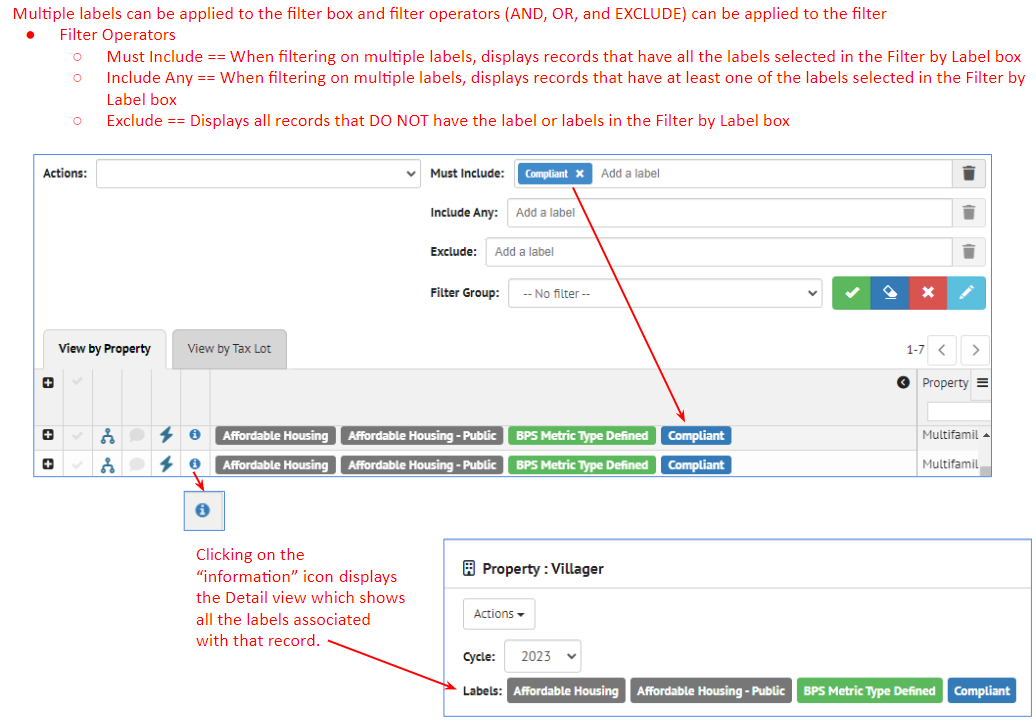 Multiple labels can be applied to the filter box and filter operators (AND, OR, and EXCLUDE) can be applied to the filter
● Filter Operators
○ Must Include == When filtering on multiple labels, displays records that have all the labels selected in the Filter by Label box
○ Include Any == When filtering on multiple labels, displays records that have at least one of the labels selected in the Filter by
Label box
○ Exclude == Displays all records that DO NOT have the label or labels in the Filter by Label box
Actions: Must Include: Compliant × Add a label
Include Any: Add a label
Exclude: Add a label
Filter Group: -- No filter --
View by Property View by Tax Lot 1-7
Property
Affordable Housing Affordable Housing - Public BPS Metric Type Defined Compliant Multifamil
Affordable Housing Affordable Housing - Public BPS Metric Type Defined Compliant Multifamil
Clicking on the
“information” icon displays
the Detail view which shows
all the labels associated
with that record.
Property : Villager
Actions
Cycle: 2023
Labels: Affordable Housing Affordable Housing - Public BPS Metric Type Defined Compliant